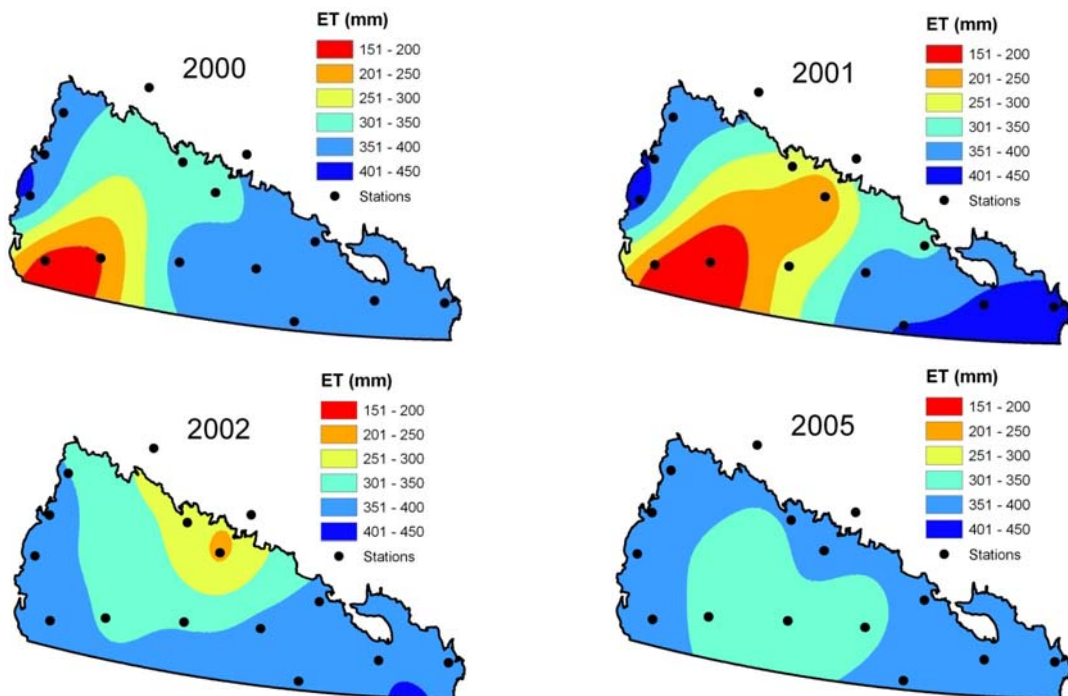 ET (mm)
151 - 200
201 - 250
251 - 300
301 - 350
351 - 400
401 - 450
Stations
2000
ET (mm)
151 - 200
201 - 250
251 - 300
301 - 350
351 - 400
401 - 450
Stations
2001
ET (mm)
151 - 200
201 - 250
251 - 300
301 - 350
351 - 400
401 - 450
Stations
2002
ET (mm)
151 - 200
201 - 250
251 - 300
301 - 350
351 - 400
401 - 450
Stations
2005